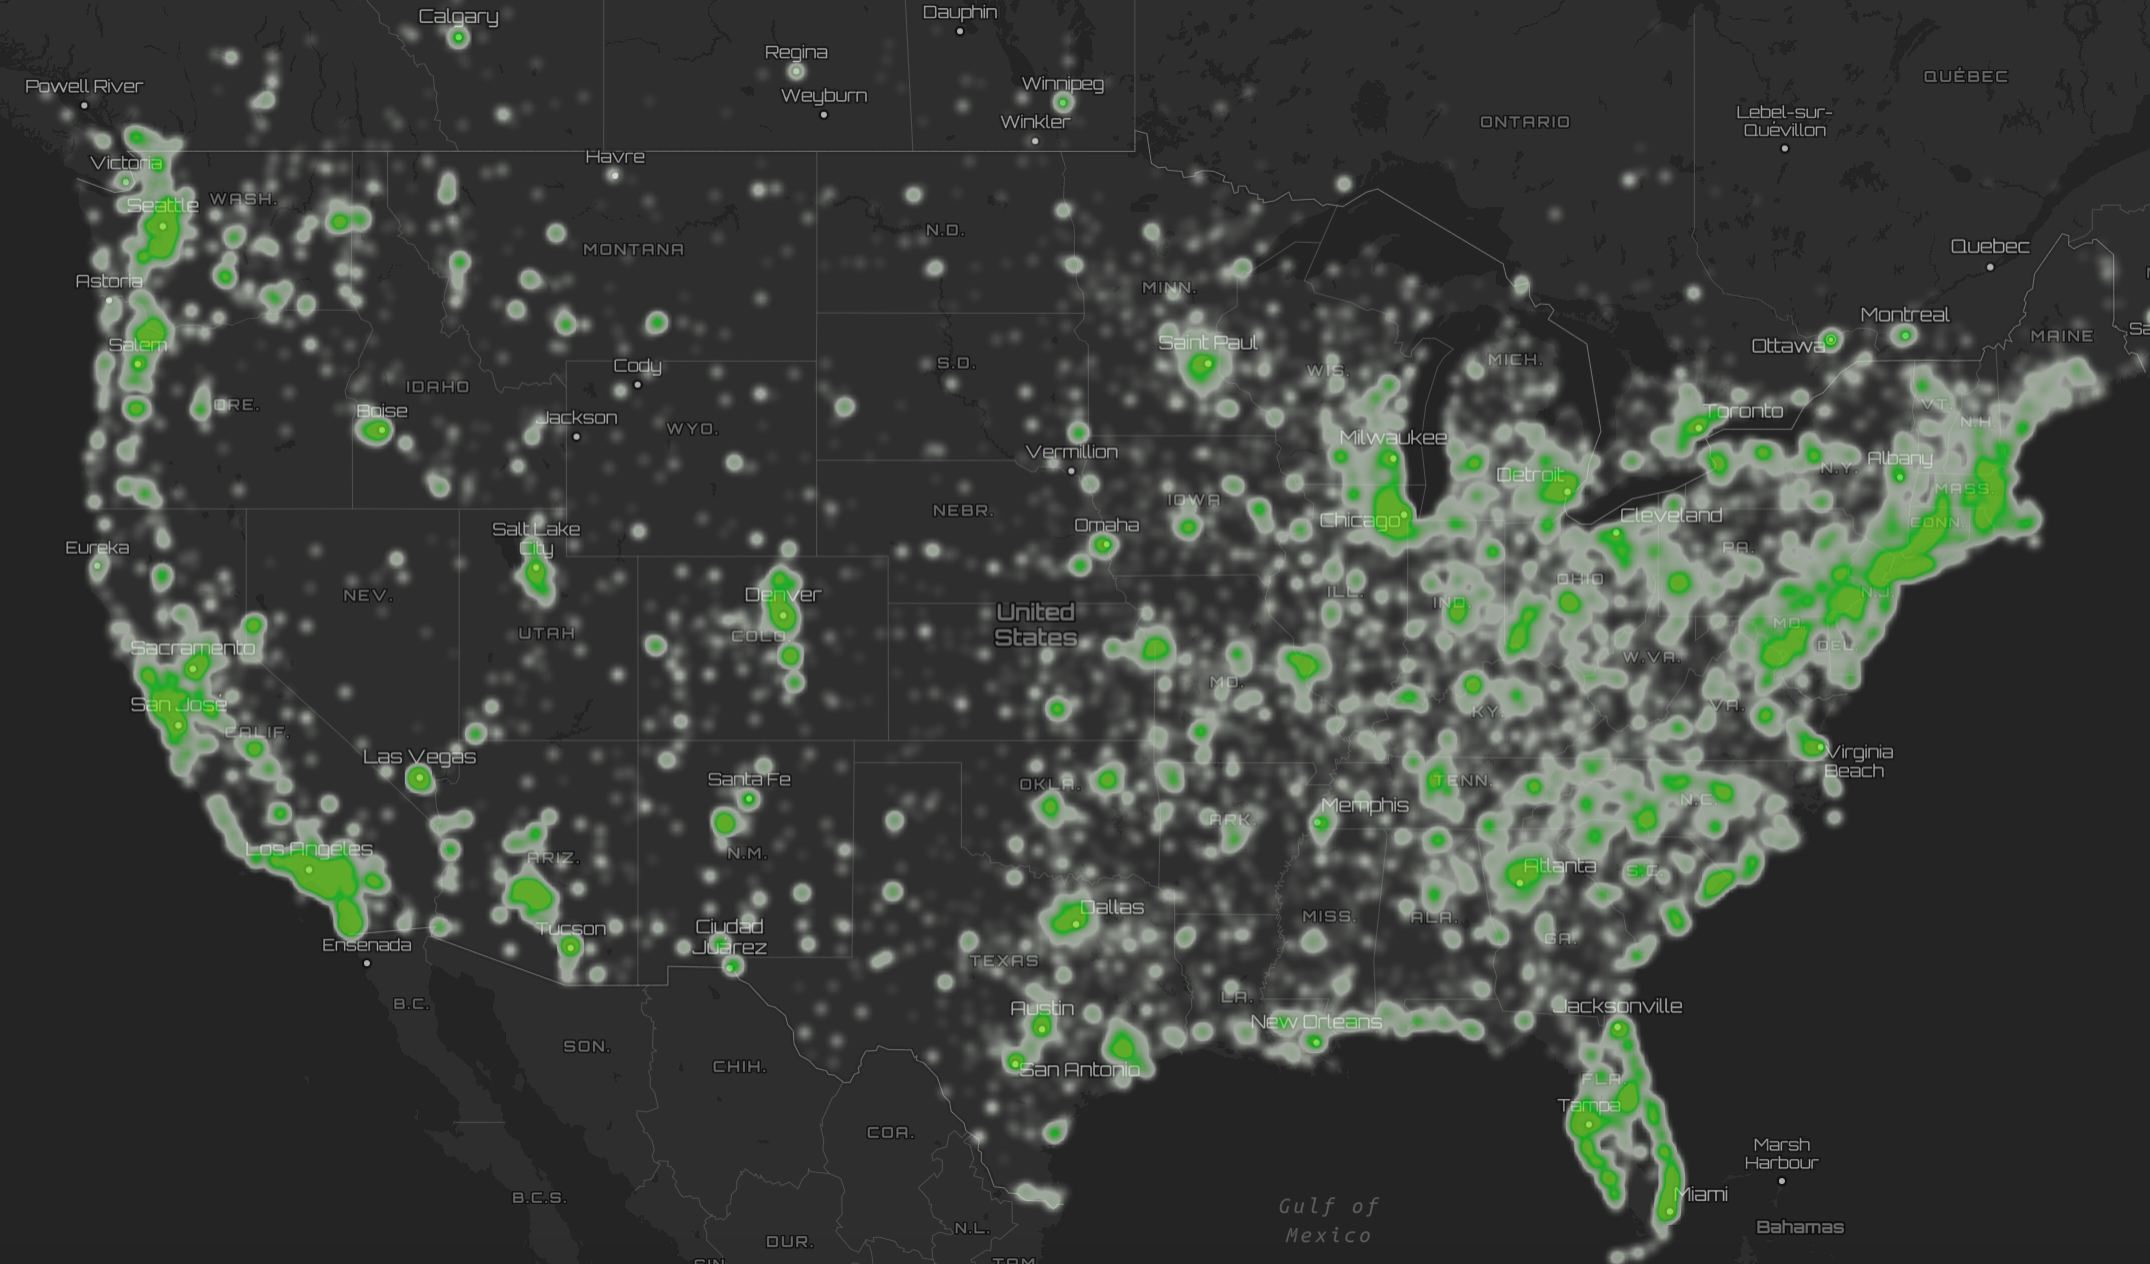 Calgary
Dauphin
Regina
Powell River
Weyburn
Winnipeg
Winkler
QUÉBEC
Lebel-sur-
Quévillon
ONTARIO
Victoria
Havre
WASH.
Seattle
N.D.
MONTANA
Quebec
Astoria
MINN.
Montreal
Ottawa
MAINE
Salem
Saint Paul
Cody
S.D.
MICH.
WIS.
IDAHO
ORE.
Boise
Jackson
WYO.
VT.
Toronto
N.H.
Milwaukee
Vermillion
Albany
N.Y.
Detroit
MASS.
IOWA
NEBR.
Chicago
Cleveland
CONN.
Omaha
Salt Lake
City
Eureka
PA.
OHIO
NEV.
Denver
ILL.
IND.
N.J.
United
States
UTAH
COLO.
MD.
DEL.
Sacramento
W.VA.
MO.
San José
KY.
VA.
CALIF.
Las Vegas
Virginia
Beach
Santa Fe
OKLA.
TENN.
N.C.
Memphis
ARK.
Los Angeles
ARIZ.
N.M.
Atlanta
S.C.
Dallas
MISS.
ALA.
Tucson
Ciudad
Juárez
Ensenada
GA.
TEXAS
B.C.
LA.
Austin
Jacksonville
New Orleans
SON.
CHIH.
San Antonio
FLA.
Tampa
COA.
Marsh
Harbour
B.C.S.
Miami
Gulf of
Mexico
Bahamas
N.L.
DUR.